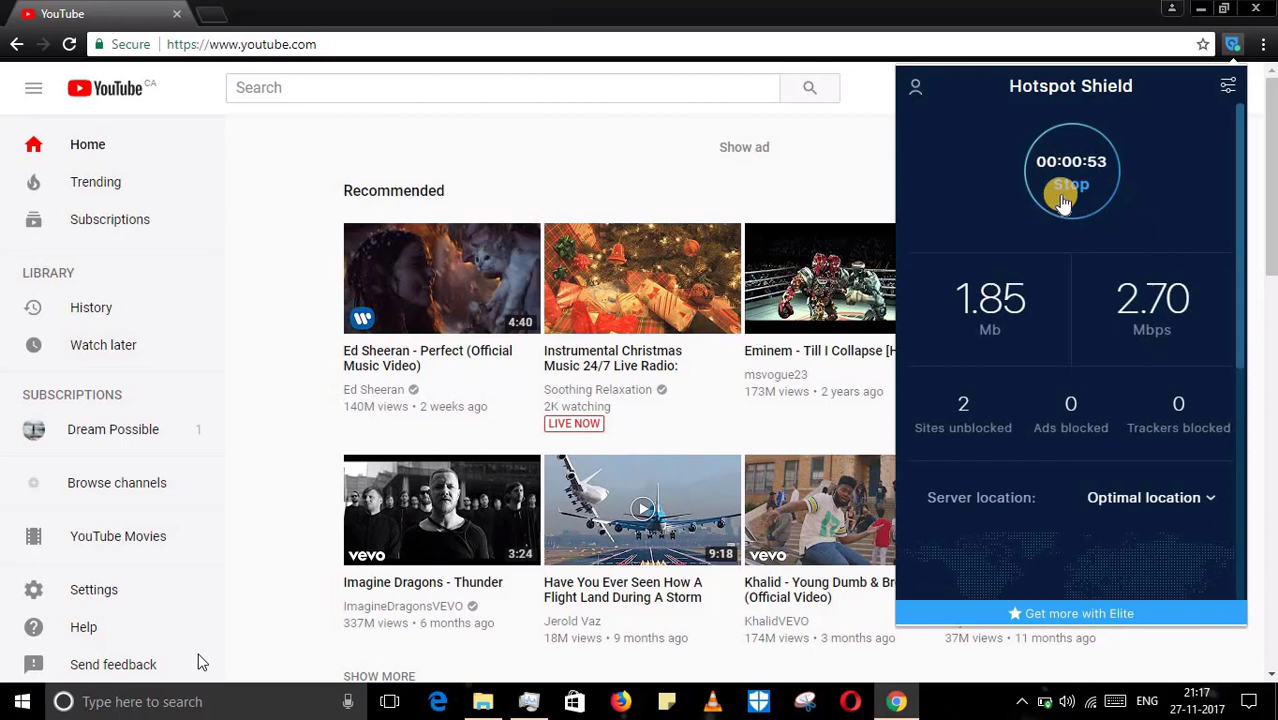 YouTube
Secure
https://www.youtube.com
YouTube CA
Search
Show ad
Home
Trending
Subscriptions
LIBRARY
History
Watch later
SUBSCRIPTIONS
Dream Possible 1
Browse channels
YouTube Movies
Settings
Help
Send feedback
Recommended
4:40
Ed Sheeran - Perfect (Official
Music Video)
Ed Sheeran
140M views • 2 weeks ago
Instrumental Christmas
Music 24/7 Live Radio:
Soothing Relaxation
2K watching
LIVE NOW
Eminem - Till I Collapse [H
msvogue23
173M views • 2 years ago
vevo
3:24
Imagine Dragons - Thunder
ImagineDragonsVEVO
337M views • 6 months ago
9:18
Have You Ever Seen How A
Flight Land During A Storm
Jerold Vaz
18M views • 9 months ago
vevo
Khalid - Young Dumb & Br
(Official Video)
KhalidVEVO
174M views • 3 months ago
37M views • 11 months ago
SHOW MORE
Hotspot Shield
00:00:53
Stop
1.85
Mb
2.70
Mbps
2
Sites unblocked
0
Ads blocked
0
Trackers blocked
Server location: Optimal location
Get more with Elite
Type here to search
ENG
21:17
27-11-2017